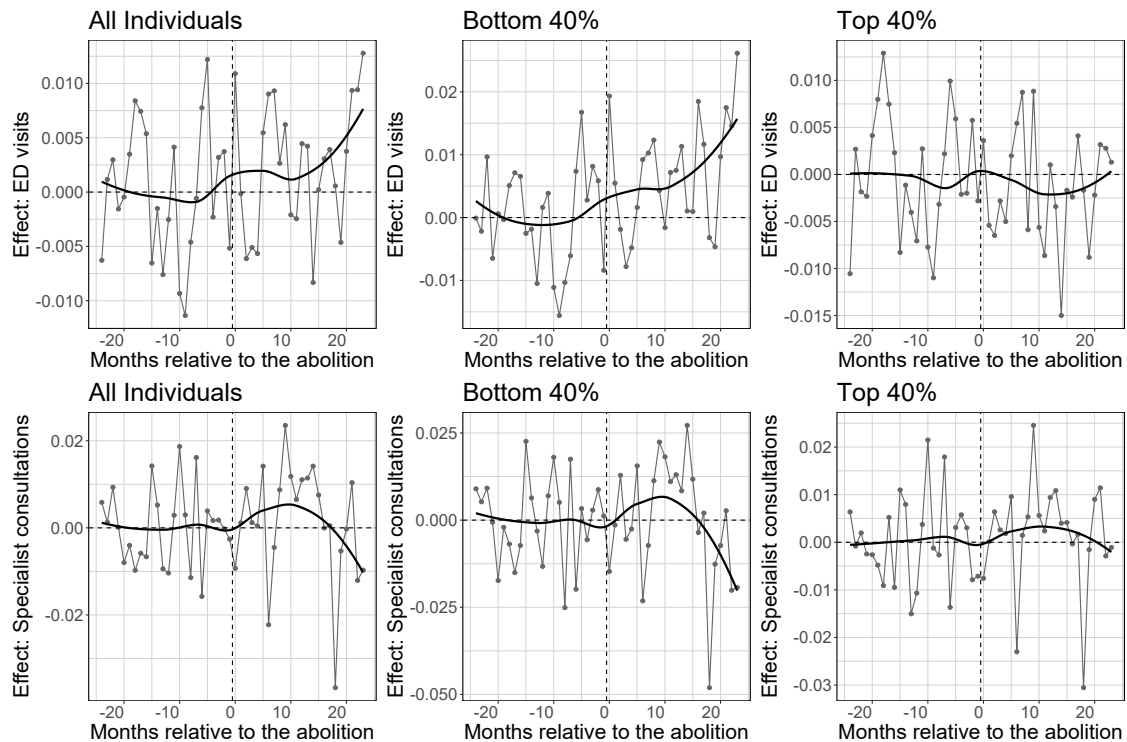 All Individuals
Bottom 40%
Top 40%
Effect: ED visits
0.010
0.005
0.000
-0.005
-0.010
-20 -10 0 10 20
Months relative to the abolition
Effect: ED visits
0.02
0.01
0.00
-0.01
-20 -10 0 10 20
Months relative to the abolition
Effect: ED visits
0.010
0.005
0.000
-0.005
-0.010
-0.015
-20 -10 0 10 20
Months relative to the abolition
All Individuals
Bottom 40%
Top 40%
Effect: Specialist consultations
0.02
0.00
-0.02
-20 -10 0 10 20
Months relative to the abolition
Effect: Specialist consultations
0.025
0.000
-0.025
-0.050
-20 -10 0 10 20
Months relative to the abolition
Effect: Specialist consultations
0.02
0.01
0.00
-0.01
-0.02
-0.03
-20 -10 0 10 20
Months relative to the abolition